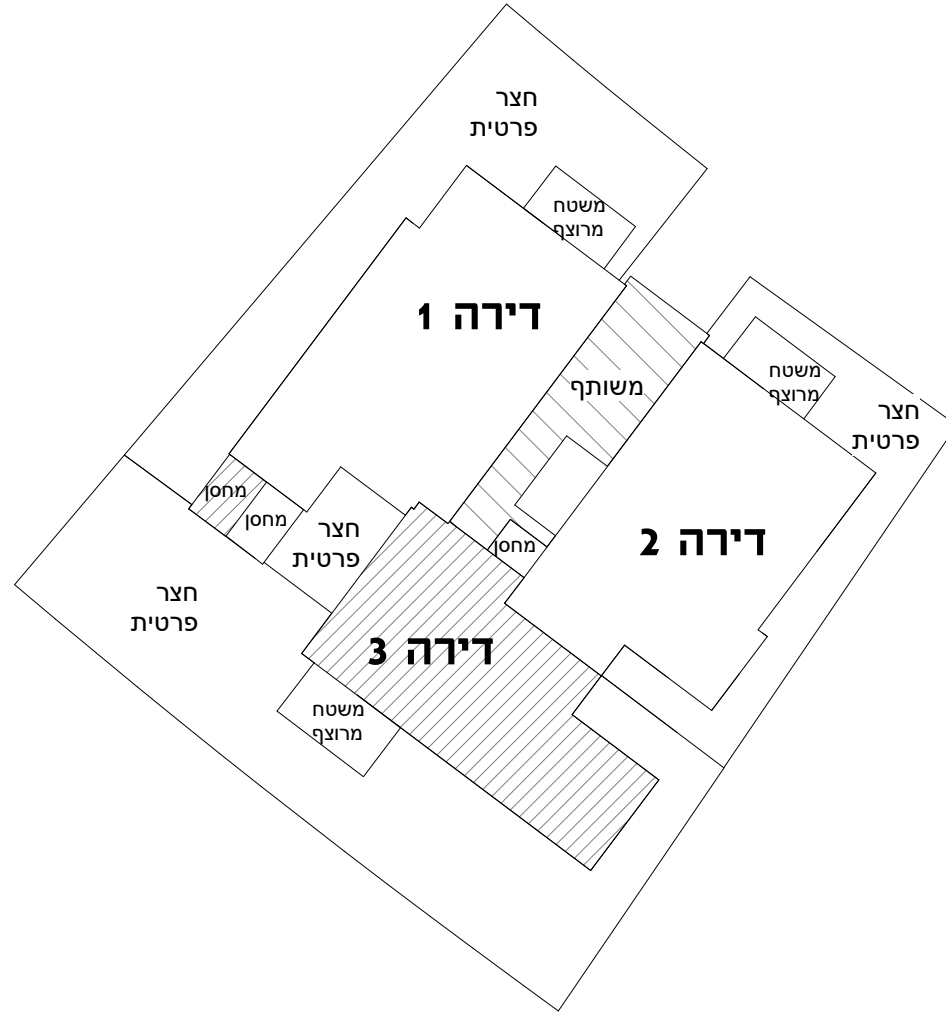 חצר
פרטית
משטח
מרוצף
דירה 1
משותף
משטח
מרוצף
חצר
פרטית
מחסן
מחסן
חצר
פרטית
מחסן
דירה 2
חצר
פרטית
דירה 3
משטח
מרוצף